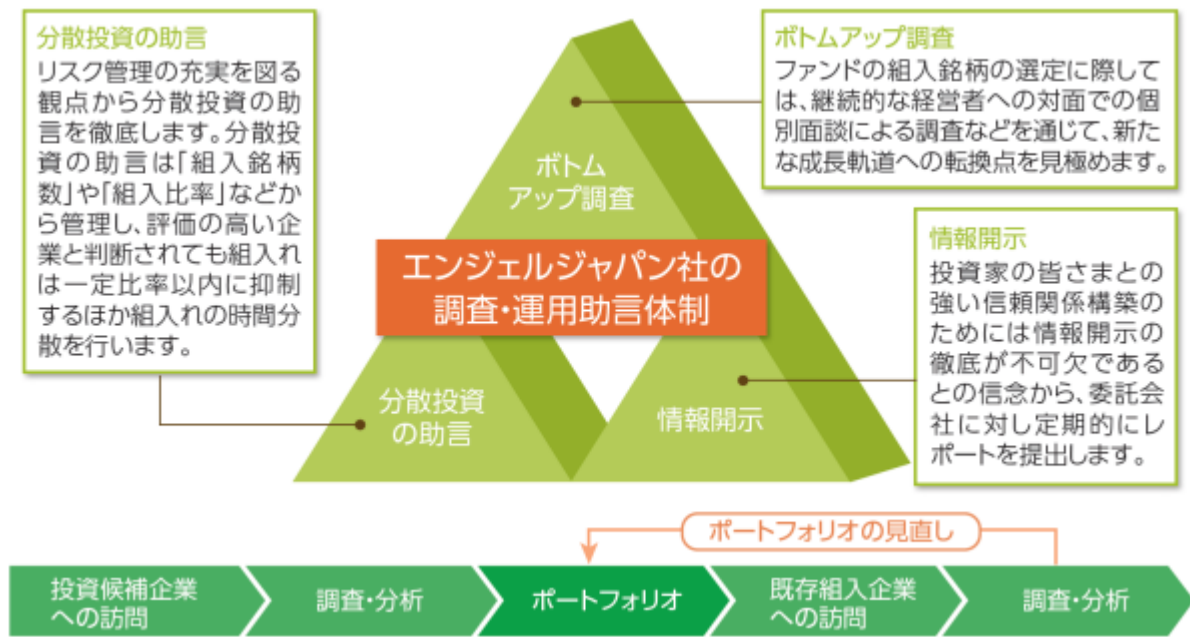 分散投資の助言
リスク管理の充実を図る
観点から分散投資の助
言を徹底します。分散投
資の助言は「組入銘柄
数」や「組入比率」などか
ら管理し、評価の高い企
業と判断されても組入れ
は一定比率以内に抑制
するほか組入れの時間分
散を行います。
ボトムアップ調査
ファンドの組入銘柄の選定に際して
は、継続的な経営者への対面での個
別面談による調査などを通じて、新た
な成長軌道への転換点を見極めます。
ボトム
アップ調査
エンジェルジャパン社の
調査・運用助言体制
情報開示
投資家の皆さまとの
強い信頼関係構築の
ためには情報開示の
徹底が不可欠である
との信念から、委託会
社に対し定期的にレ
ポートを提出します。
分散投資
の助言
情報開示
ポートフォリオの見直し
投資候補企業
への訪問
調査・分析
ポートフォリオ
既存組入企業
への訪問
調査・分析